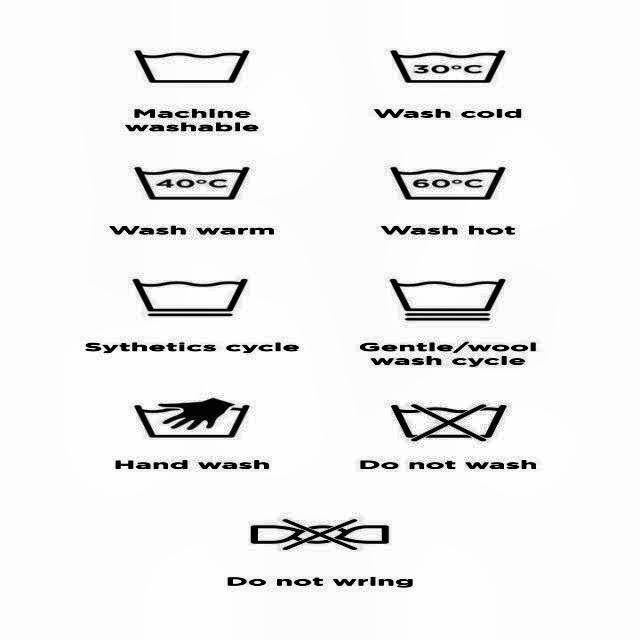 30°C
Machine
washable
Wash cold
40°C
60°C
Wash warm
Wash hot
Sythetics cycle
Gentle/wool
wash cycle
Hand wash
Do not wash
Do not wring